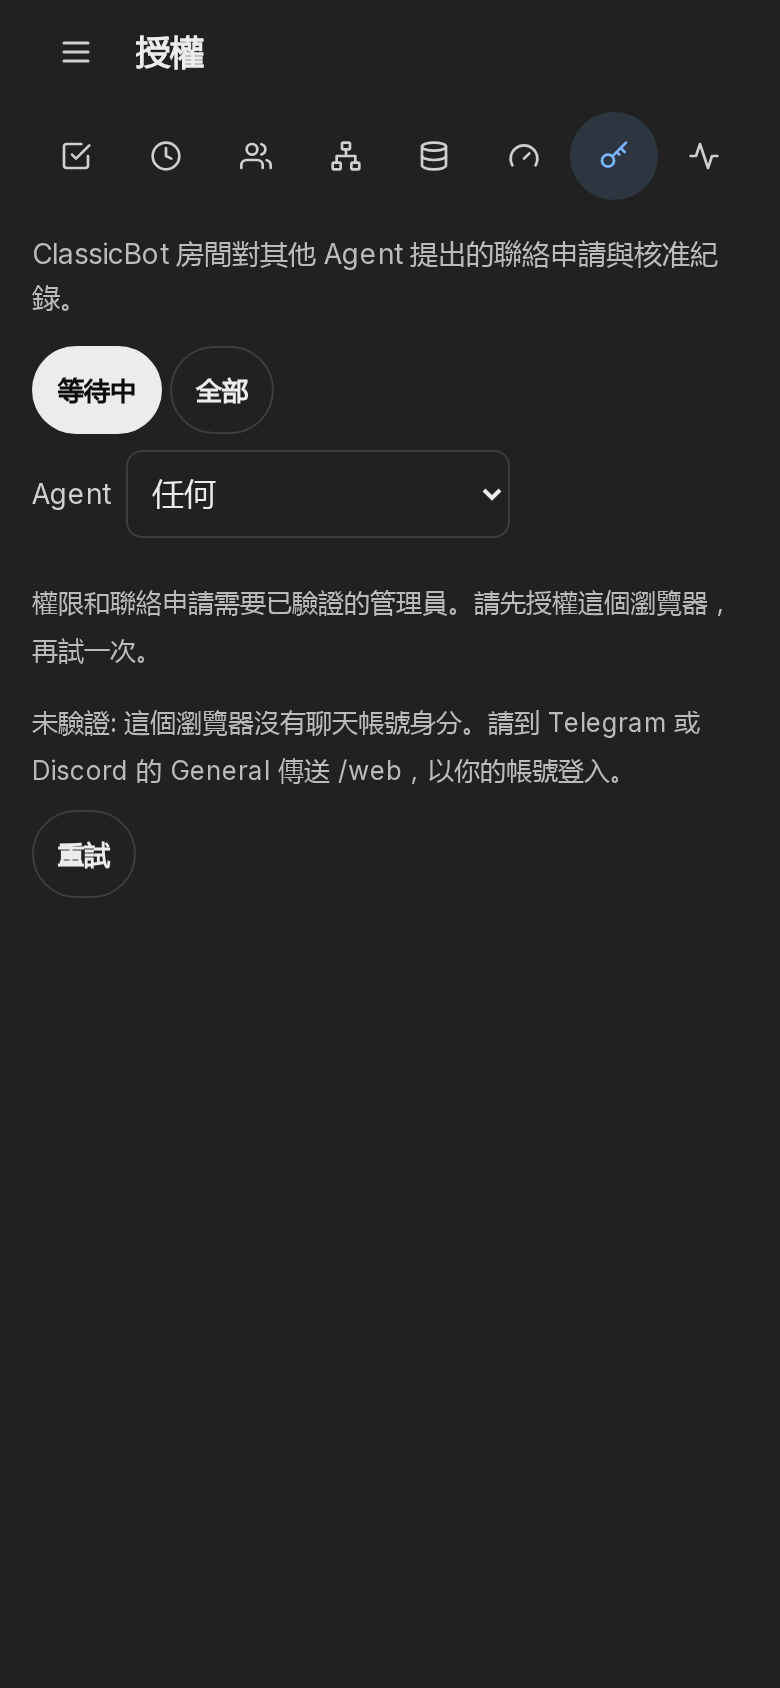 授權
ClassicBot 房間對其他 Agent 提出的聯絡申請與核准紀
錄。
等待中
全部
Agent
任何
權限和聯絡申請需要已驗證的管理員。請先授權這個瀏覽器，
再試一次。
未驗證: 這個瀏覽器沒有聊天帳號身分。請到 Telegram 或
Discord 的 General 傳送 /web，以你的帳號登入。
重試